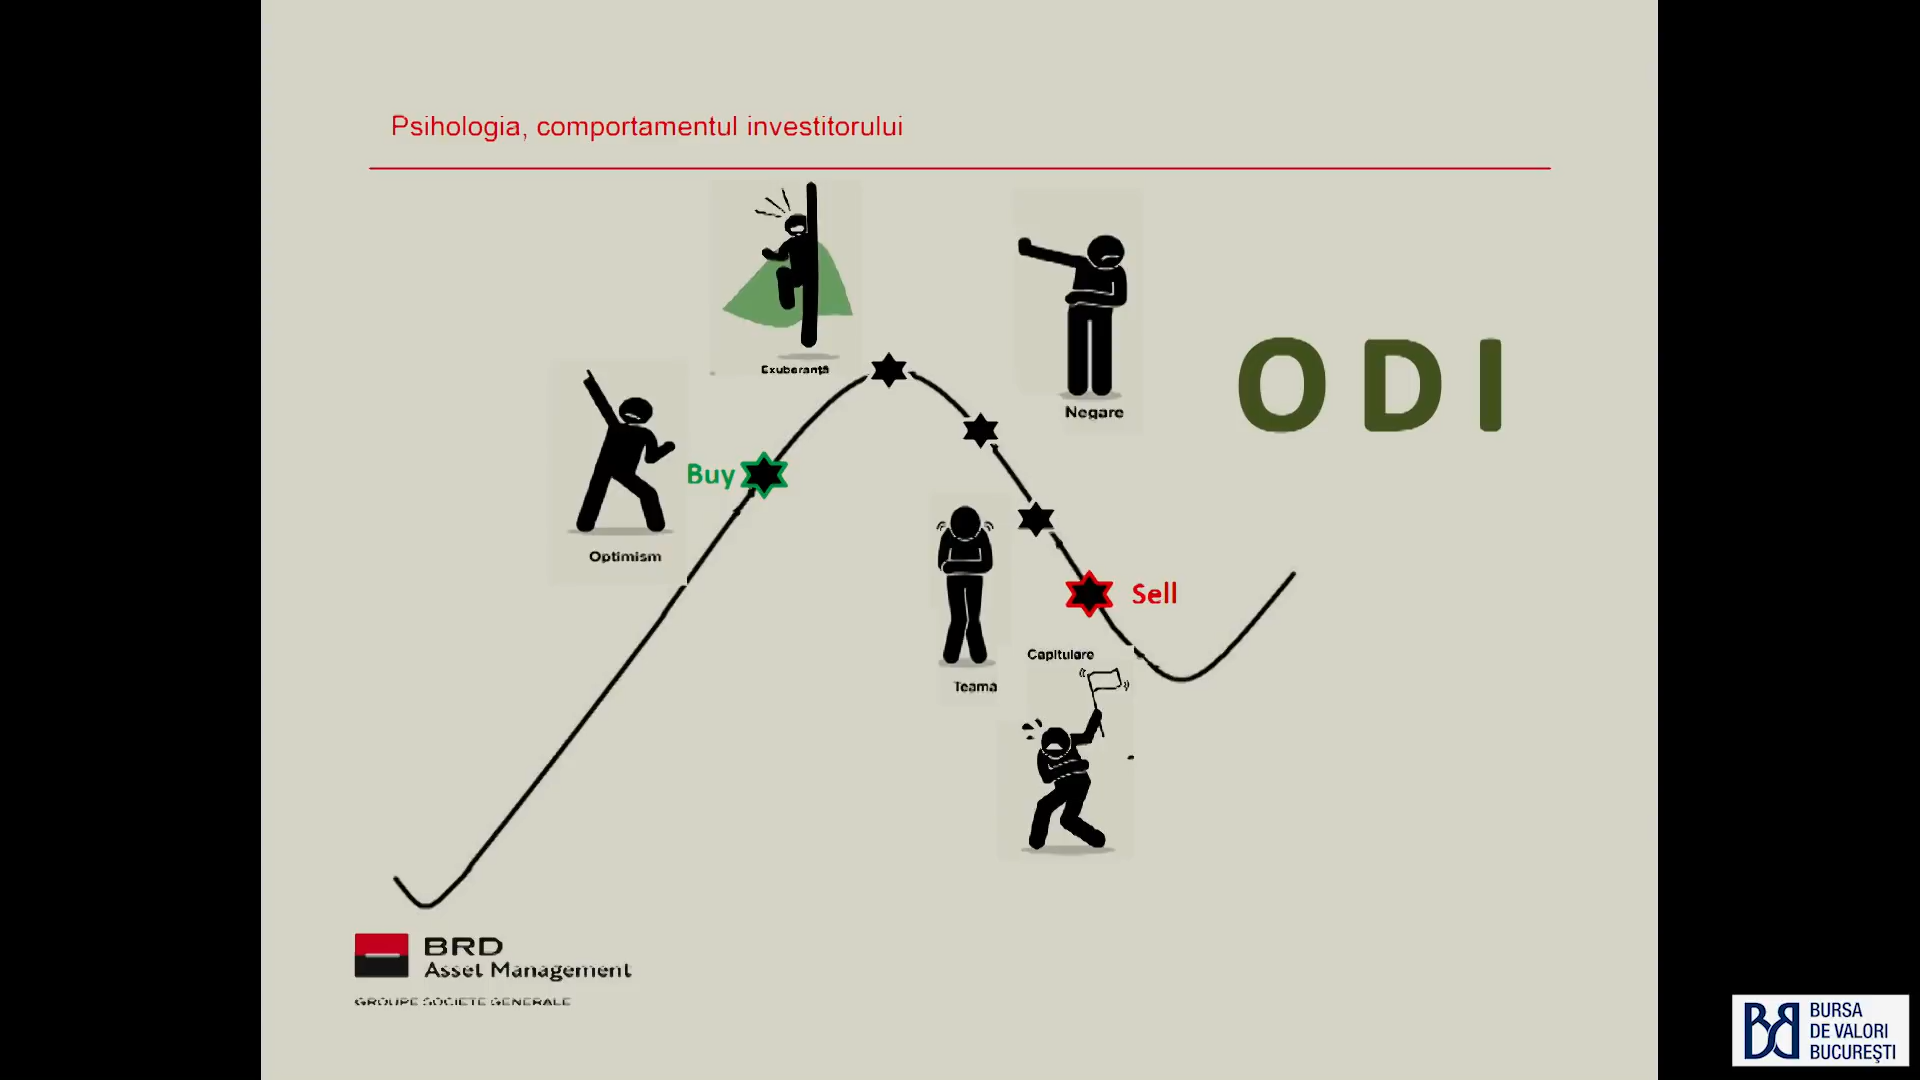 Psihologia, comportamentul investitorului
Exuberanță
Negare
ODI
Buy
Optimism
Sell
Capitulare
Teama
BRD
Asset Management
GROUPE SOCIETE GENERALE
BURSA
DE VALORI
BUCUREŞTI